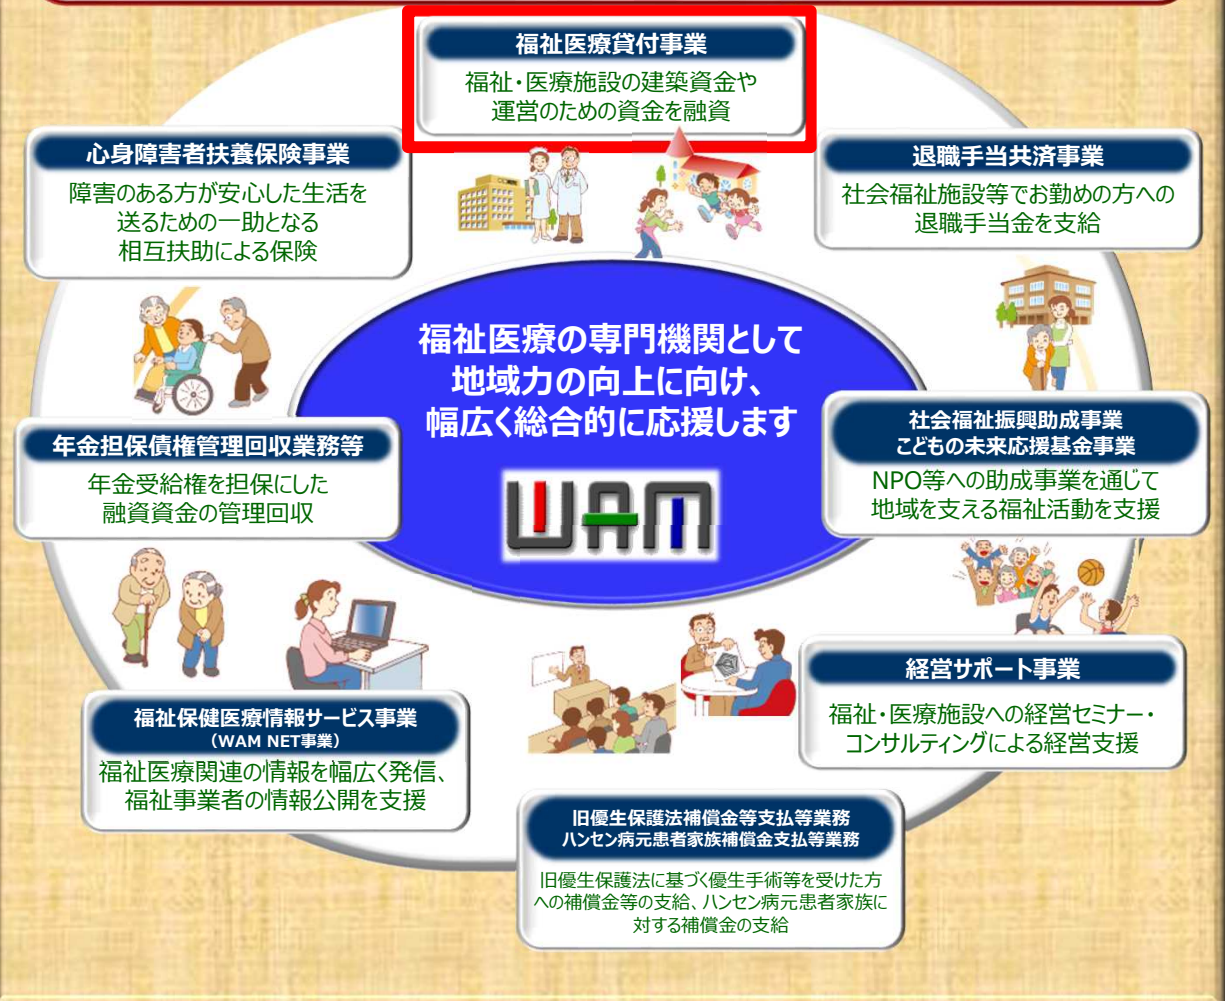 福祉医療貸付事業
福祉・医療施設の建築資金や
運営のための資金を融資
心身障害者扶養保険事業
障害のある方が安心した生活を
送るための一助となる
相互扶助による保険
退職手当共済事業
社会福祉施設等でお勤めの方への
退職手当金を支給
福祉医療の専門機関として
地域力の向上に向け、
幅広く総合的に応援します
WAM
年金担保債権管理回収業務等
年金受給権を担保にした
融資資金の管理回収
社会福祉振興助成事業
こどもの未来応援基金事業
NPO等への助成事業を通じて
地域を支える福祉活動を支援
経営サポート事業
福祉・医療施設への経営セミナー・
コンサルティングによる経営支援
福祉保健医療情報サービス事業
（WAM NET事業）
福祉医療関連の情報を幅広く発信、
福祉事業者の情報公開を支援
旧優生保護法補償金等支払等業務
ハンセン病元患者家族補償金支払等業務
旧優生保護法に基づく優生手術等を受けた方
への補償金等の支給、ハンセン病元患者家族に
対する補償金の支給